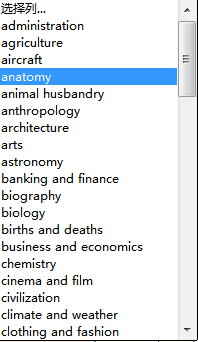 选择列...
administration
agriculture
aircraft
anatomy
animal husbandry
anthropology
architecture
arts
astronomy
banking and finance
biography
biology
births and deaths
business and economics
chemistry
cinema and film
civilization
climate and weather
clothing and fashion